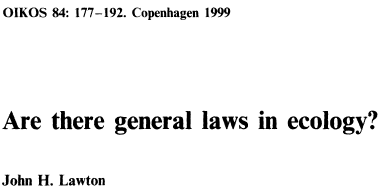 OIKOS 84: 177–192. Copenhagen 1999
Are there general laws in ecology?
John H. Lawton